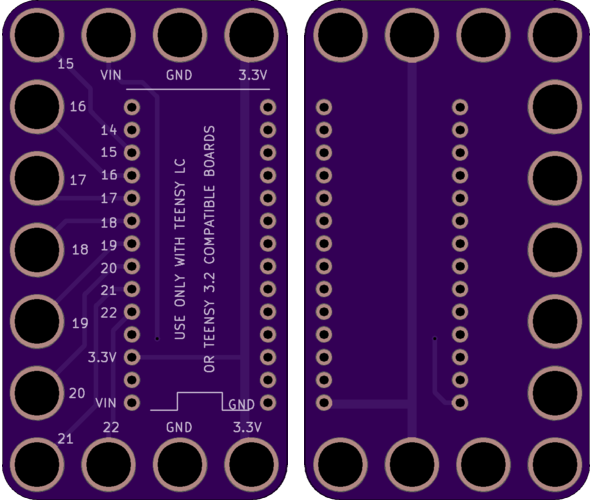 15
VIN GND 3.3V
16
14
15
16
17
17
18
18
19
20
21
19
22
3.3V
20
VIN
GND
21
22 GND 3.3V
USE ONLY WITH TEENSY LC
OR TEENSY 3.2 COMPATIBLE BOARDS